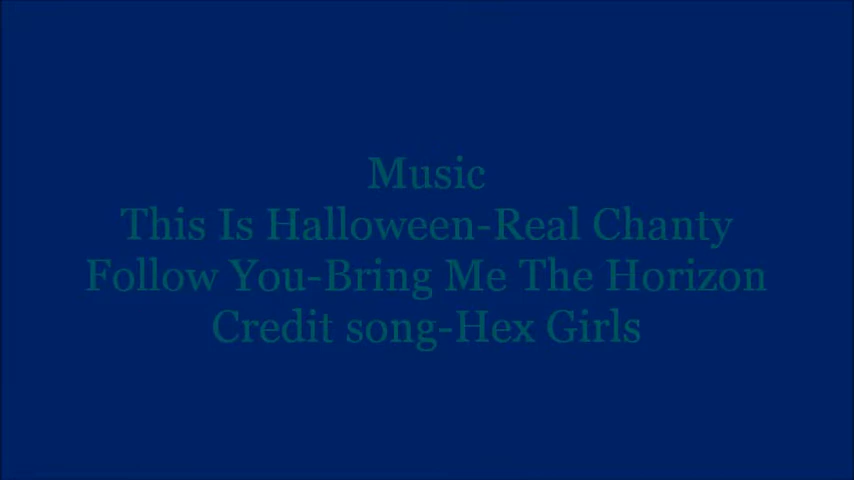 Music
This Is Halloween-Real Chanty
Follow You-Bring Me The Horizon
Credit song-Hex Girls